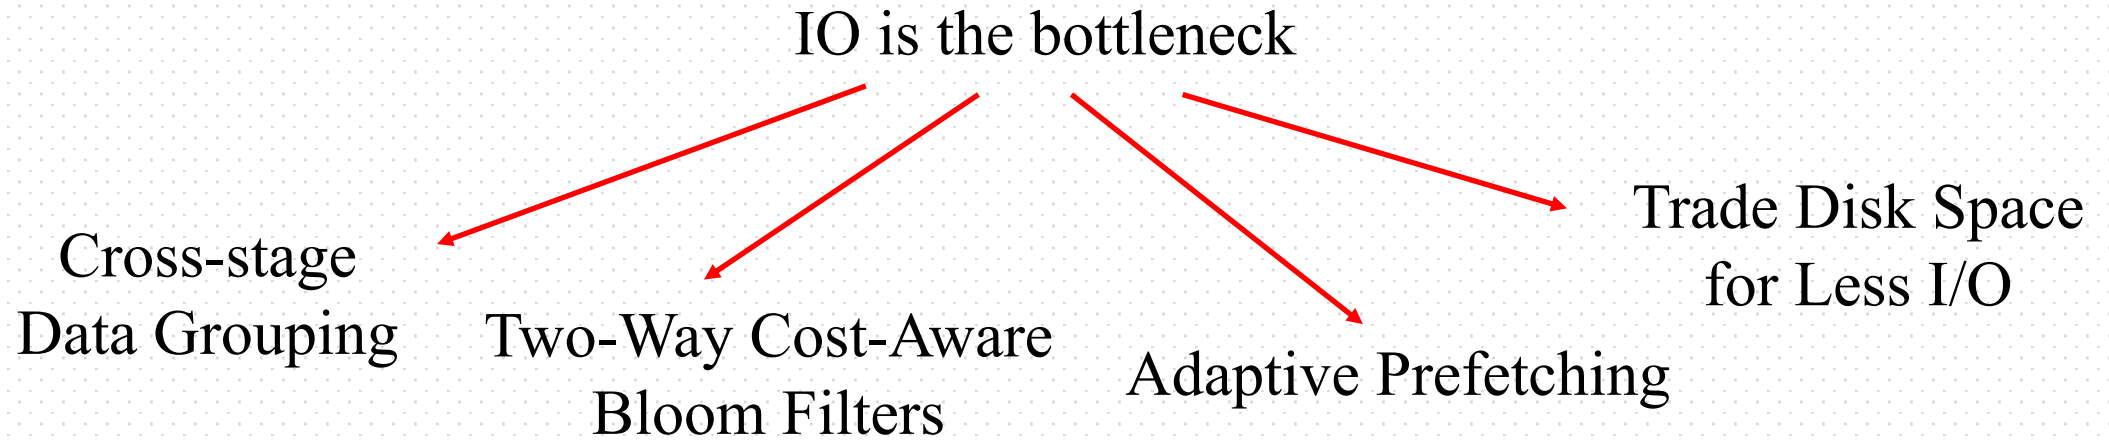 IO is the bottleneck
Cross-stage
Data Grouping
Two-Way Cost-Aware
Bloom Filters
Adaptive Prefetching
Trade Disk Space
for Less I/O